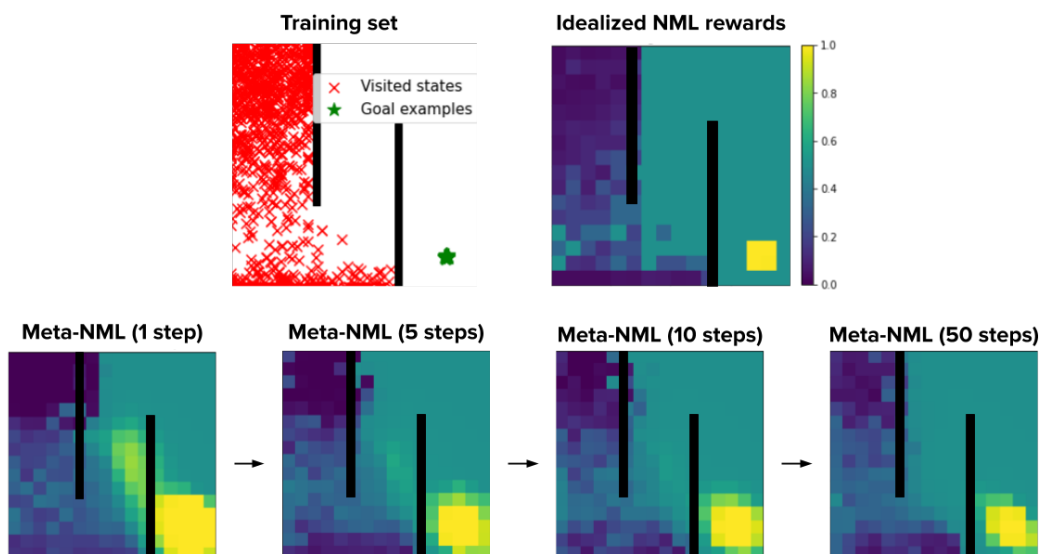 Training set
Idealized NML rewards
Visited states
Goal examples
1.0
0.8
0.6
0.4
0.2
0.0
Meta-NML (1 step)
Meta-NML (5 steps)
Meta-NML (10 steps)
Meta-NML (50 steps)